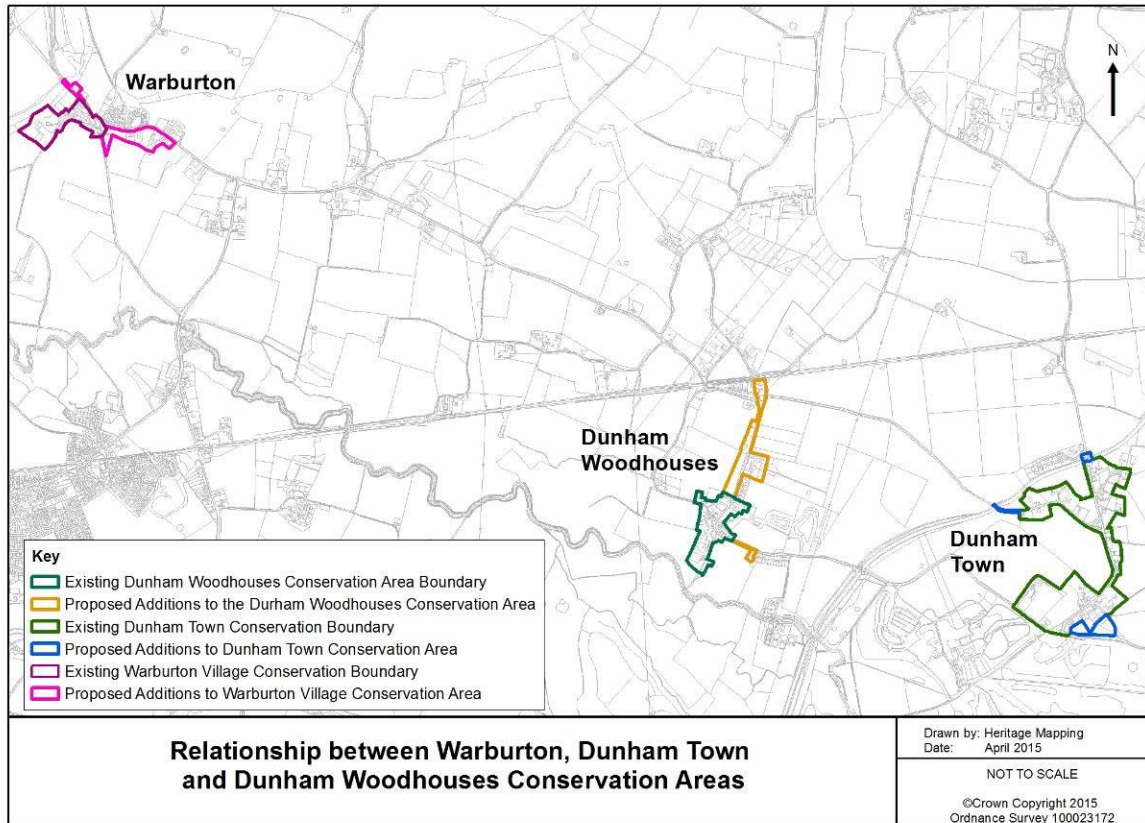 Warburton
N
Dunham
Woodhouses
Dunham
Town
Key
Existing Dunham Woodhouses Conservation Area Boundary
Proposed Additions to the Durham Woodhouses Conservation Area
Existing Dunham Town Conservation Boundary
Proposed Additions to Dunham Town Conservation Area
Existing Warburton Village Conservation Boundary
Proposed Additions to Warburton Village Conservation Area
Relationship between Warburton, Dunham Town
and Dunham Woodhouses Conservation Areas
Drawn by: Heritage Mapping
Date: April 2015
NOT TO SCALE
©Crown Copyright 2015
Ordnance Survey 100023172